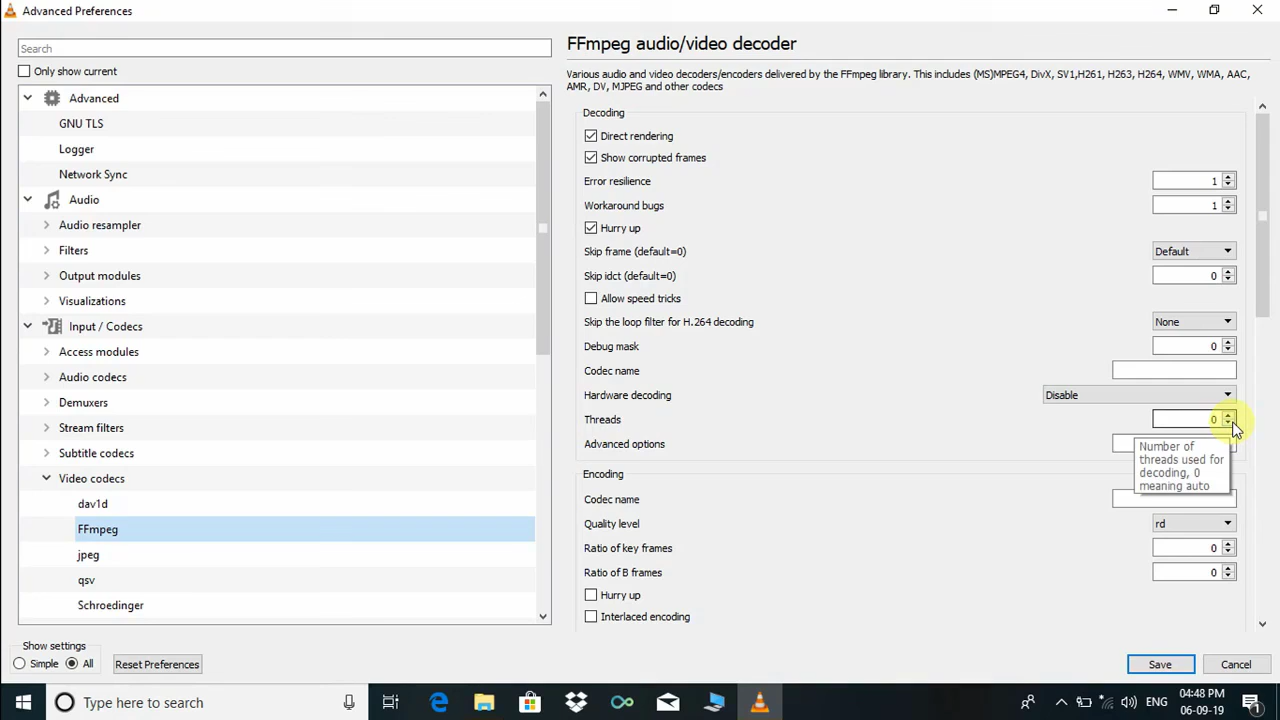 Advanced Preferences
Search
Only show current
Advanced
GNU TLS
Logger
Network Sync
Audio
Audio resampler
Filters
Output modules
Visualizations
Input / Codecs
Access modules
Audio codecs
Demuxers
Stream filters
Subtitle codecs
Video codecs
dav1d
FFmpeg
jpeg
qsv
Schroedinger
Show settings
Simple
All
Reset Preferences
FFmpeg audio/video decoder
Various audio and video decoders/encoders delivered by the FFmpeg library. This includes (MS)MPEG4, DivX, SV1,H261, H263, H264, WMV, WMA, AAC,
AMR, DV, MJPEG and other codecs
Decoding
Direct rendering
Show corrupted frames
Error resilience 1
Workaround bugs 1
Hurry up
Skip frame (default=0) Default
Skip idct (default=0) 0
Allow speed tricks
Skip the loop filter for H.264 decoding None
Debug mask 0
Codec name
Hardware decoding Disable
Threads 0
Advanced options
Number of
threads used for
decoding, 0
meaning auto
Encoding
Codec name
Quality level rd
Ratio of key frames 0
Ratio of B frames 0
Hurry up
Interlaced encoding
Save Cancel
Type here to search
ENG
04:48 PM
06-09-19
1